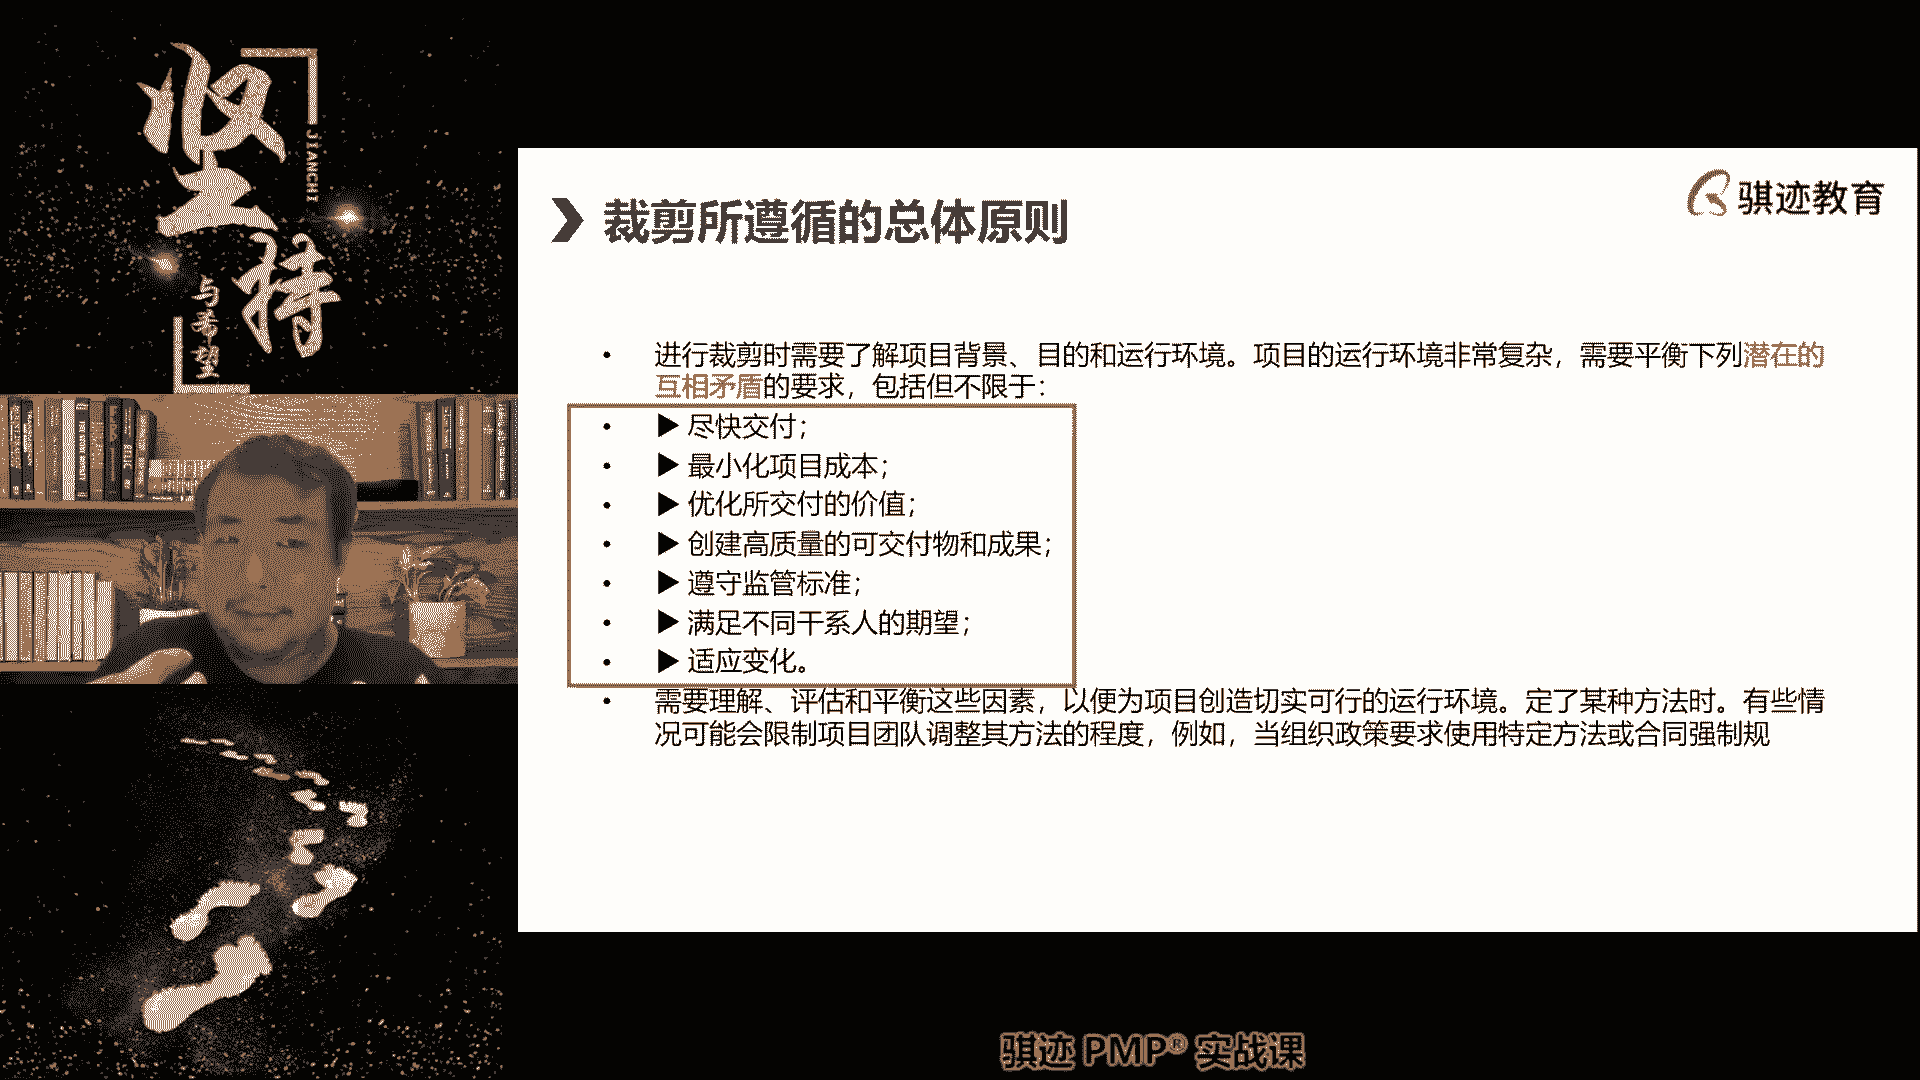 坚持
JIANCHI
与希望
骐迹教育
裁剪所遵循的总体原则
• 进行裁剪时需要了解项目背景、目的和运行环境。项目的运行环境非常复杂，需要平衡下列潜在的
互相矛盾的要求，包括但不限于：
• ▶ 尽快交付；
• ▶ 最小化项目成本；
• ▶ 优化所交付的价值；
• ▶ 创建高质量的可交付物和成果；
• ▶ 遵守监管标准；
• ▶ 满足不同干系人的期望；
• ▶ 适应变化。
• 需要理解、评估和平衡这些因素，以便为项目创造切实可行的运行环境。定了某种方法时。有些情
况可能会限制项目团队调整其方法的程度，例如，当组织政策要求使用特定方法或合同强制规
骐迹 PMP® 实战课